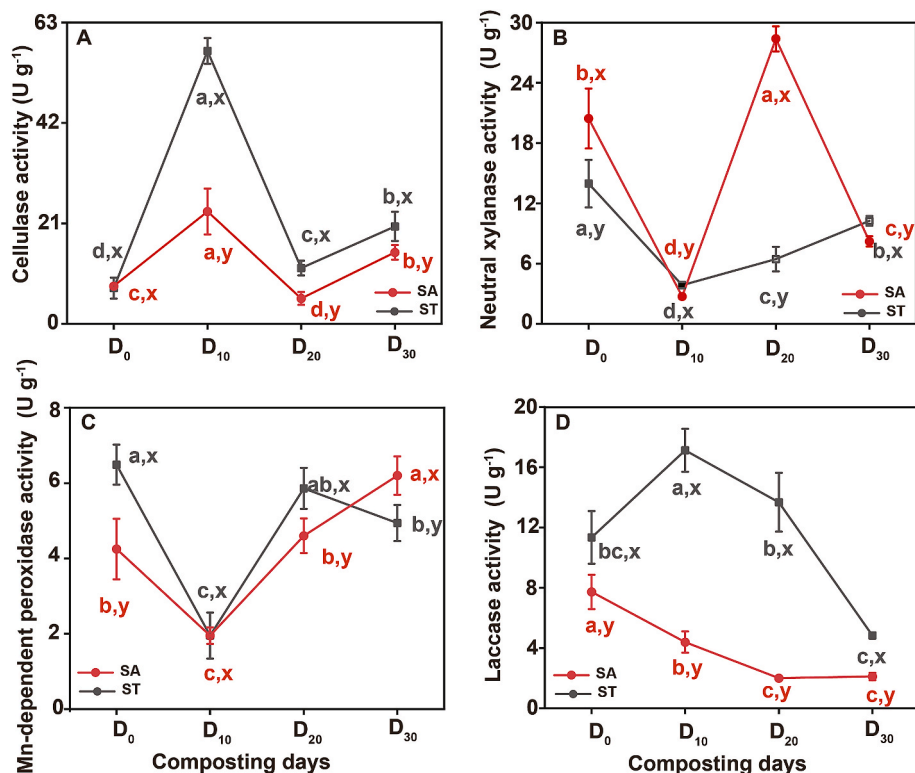 A
Cellulase activity (U g-1)
63
42
21
0
a,x
b,x
d,x
c,x
a,y
c,x
b,y
d,y
SA
ST
D0
D10
D20
D30
B
Neutral xylanase activity (U g-1)
30
24
18
12
6
0
b,x
a,x
a,y
d,y
c,y
b,x
d,x
c,y
SA
ST
D0
D10
D20
D30
C
Mn-dependent peroxidase activity (U g-1)
8
6
4
2
0
a,x
ab,x
a,x
b,y
b,y
b,y
c,x
c,x
SA
ST
D0
D10
D20
D30
Composting days
D
Lacccase activity (U g-1)
20
16
12
8
4
0
a,x
bc,x
b,x
a,y
b,y
c,x
c,y
c,y
SA
ST
D0
D10
D20
D30
Composting days